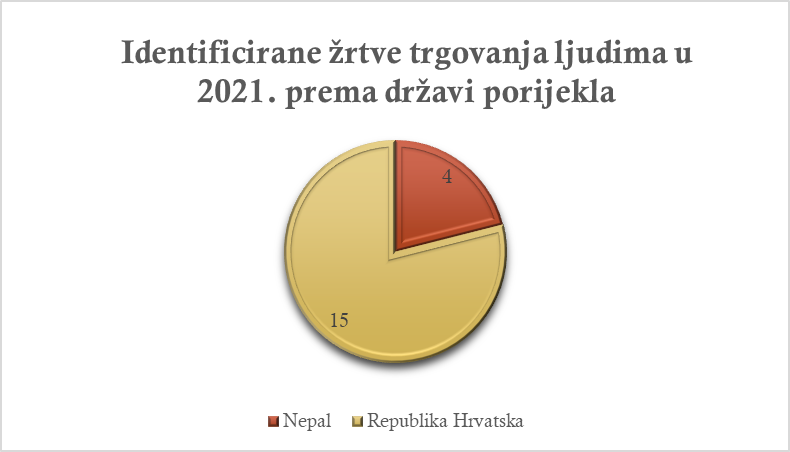 Identificirane žrtve trgovanja ljudima u
2021. prema državi porijekla
4
15
Nepal Republika Hrvatska